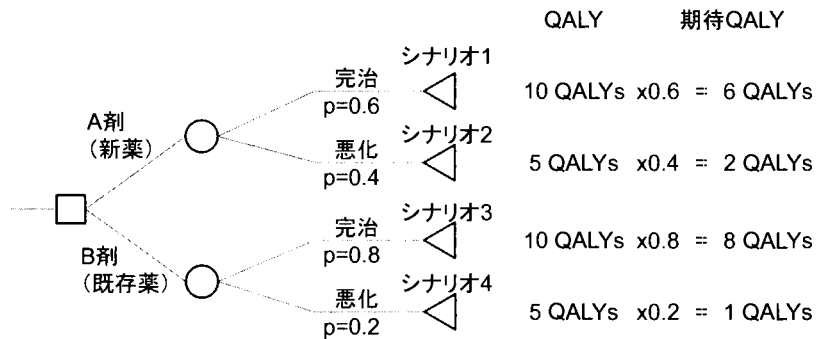 QALY 期待QALY
シナリオ1
完治
p=0.6
10 QALYs x0.6 = 6 QALYs
A剤
(新薬)
シナリオ2
悪化
p=0.4
5 QALYs x0.4 = 2 QALYs
シナリオ3
完治
p=0.8
10 QALYs x0.8 = 8 QALYs
B剤
(既存薬)
シナリオ4
悪化
p=0.2
5 QALYs x0.2 = 1 QALYs